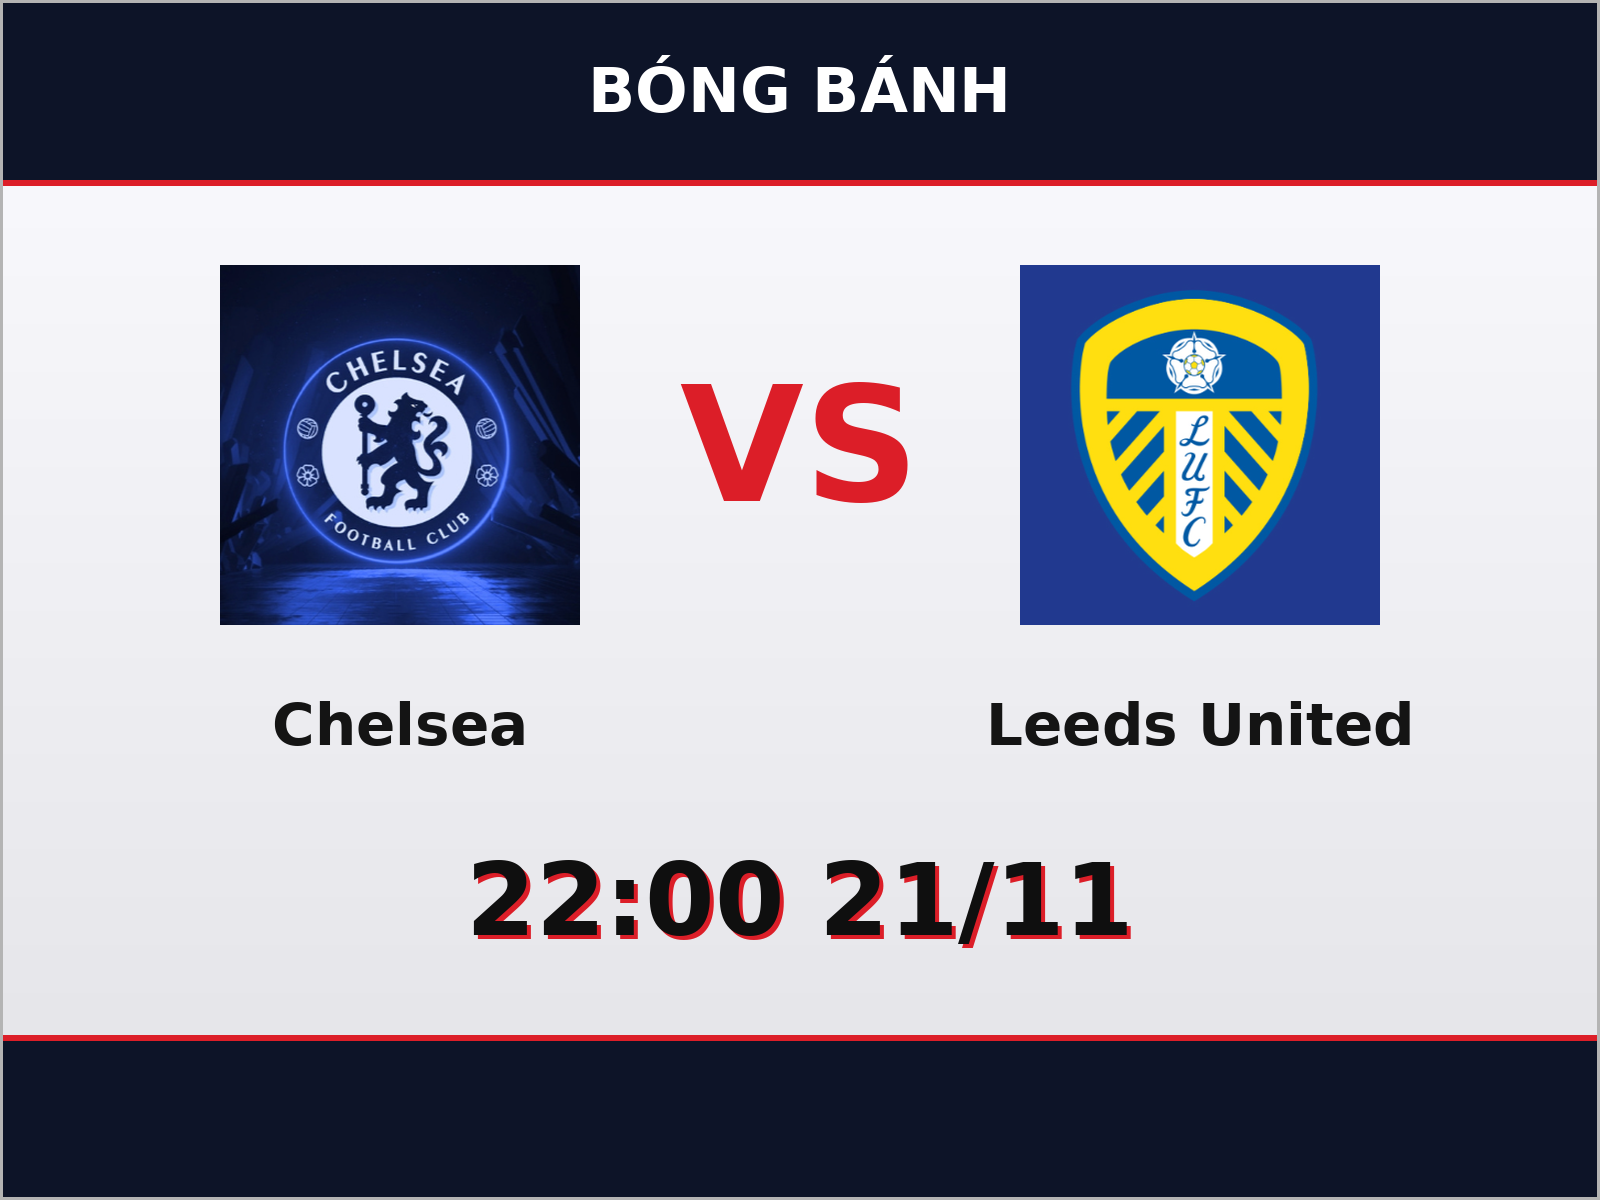 BÓNG BÁNH
CHELSEA
FOOTBALL CLUB
VS
LUFC
Chelsea
Leeds United
22:00 21/11